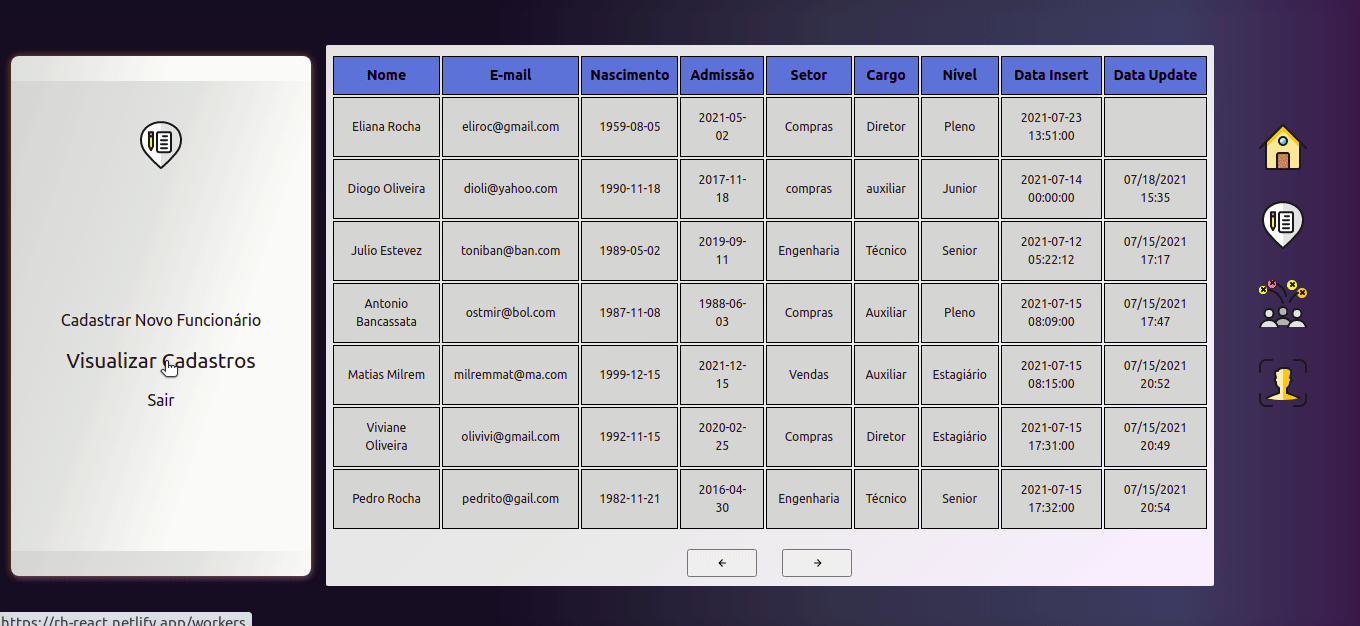 Cadastrar Novo Funcionário
Visualizar Cadastros
Sair
Nome E-mail Nascimento Admissão Setor Cargo Nível Data Insert Data Update
Eliana Rocha eliroc@gmail.com 1959-08-05 2021-05-02 Compras Diretor Pleno 2021-07-23 13:51:00
Diogo Oliveira dioli@yahoo.com 1990-11-18 2017-11-18 compras auxiliar Junior 2021-07-14 00:00:00 07/18/2021 15:35
Julio Estevez toniban@ban.com 1989-05-02 2019-09-11 Engenharia Técnico Senior 2021-07-12 05:22:12 07/15/2021 17:17
Antonio Bancassata ostmir@bol.com 1987-11-08 1988-06-03 Compras Auxiliar Pleno 2021-07-15 08:09:00 07/15/2021 17:47
Matias Milrem milremmat@ma.com 1999-12-15 2021-12-15 Vendas Auxiliar Estagiário 2021-07-15 08:15:00 07/15/2021 20:52
Viviane Oliveira olivivi@gmail.com 1992-11-15 2020-02-25 Compras Diretor Estagiário 2021-07-15 17:31:00 07/15/2021 20:49
Pedro Rocha pedrito@gail.com 1982-11-21 2016-04-30 Engenharia Técnico Senior 2021-07-15 17:32:00 07/15/2021 20:54
← →
https://rh-react.netlify.app/workers